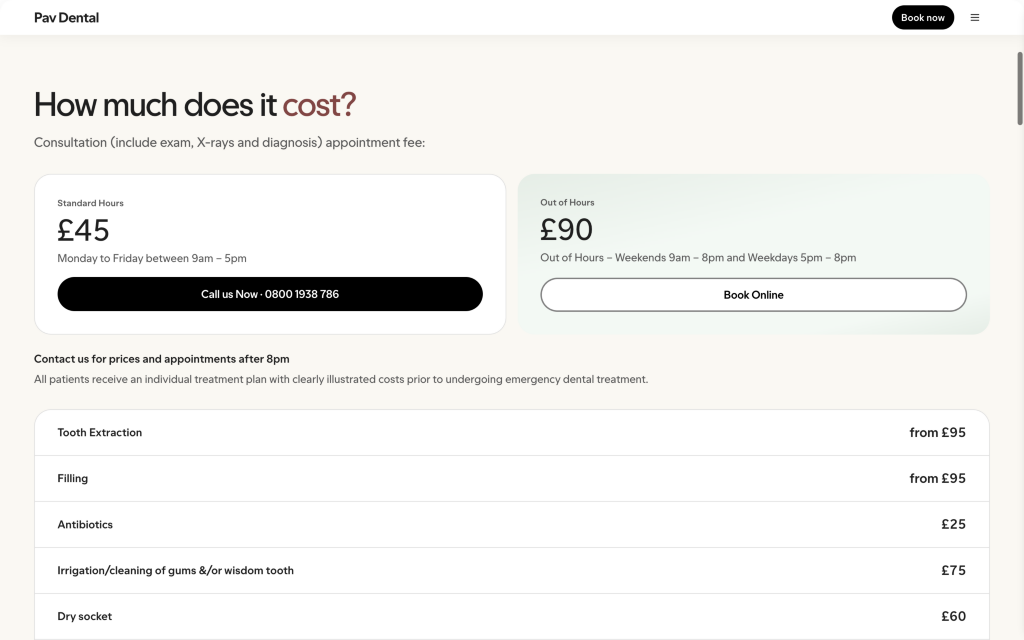 Pav Dental
Book now
How much does it cost?
Consultation (include exam, X-rays and diagnosis) appointment fee:
Standard Hours
£45
Monday to Friday between 9am – 5pm
Call us Now · 0800 1938 786
Out of Hours
£90
Out of Hours – Weekends 9am – 8pm and Weekdays 5pm – 8pm
Book Online
Contact us for prices and appointments after 8pm
All patients receive an individual treatment plan with clearly illustrated costs prior to undergoing emergency dental treatment.
Tooth Extraction from £95
Filling from £95
Antibiotics £25
Irrigation/cleaning of gums &/or wisdom tooth £75
Dry socket £60